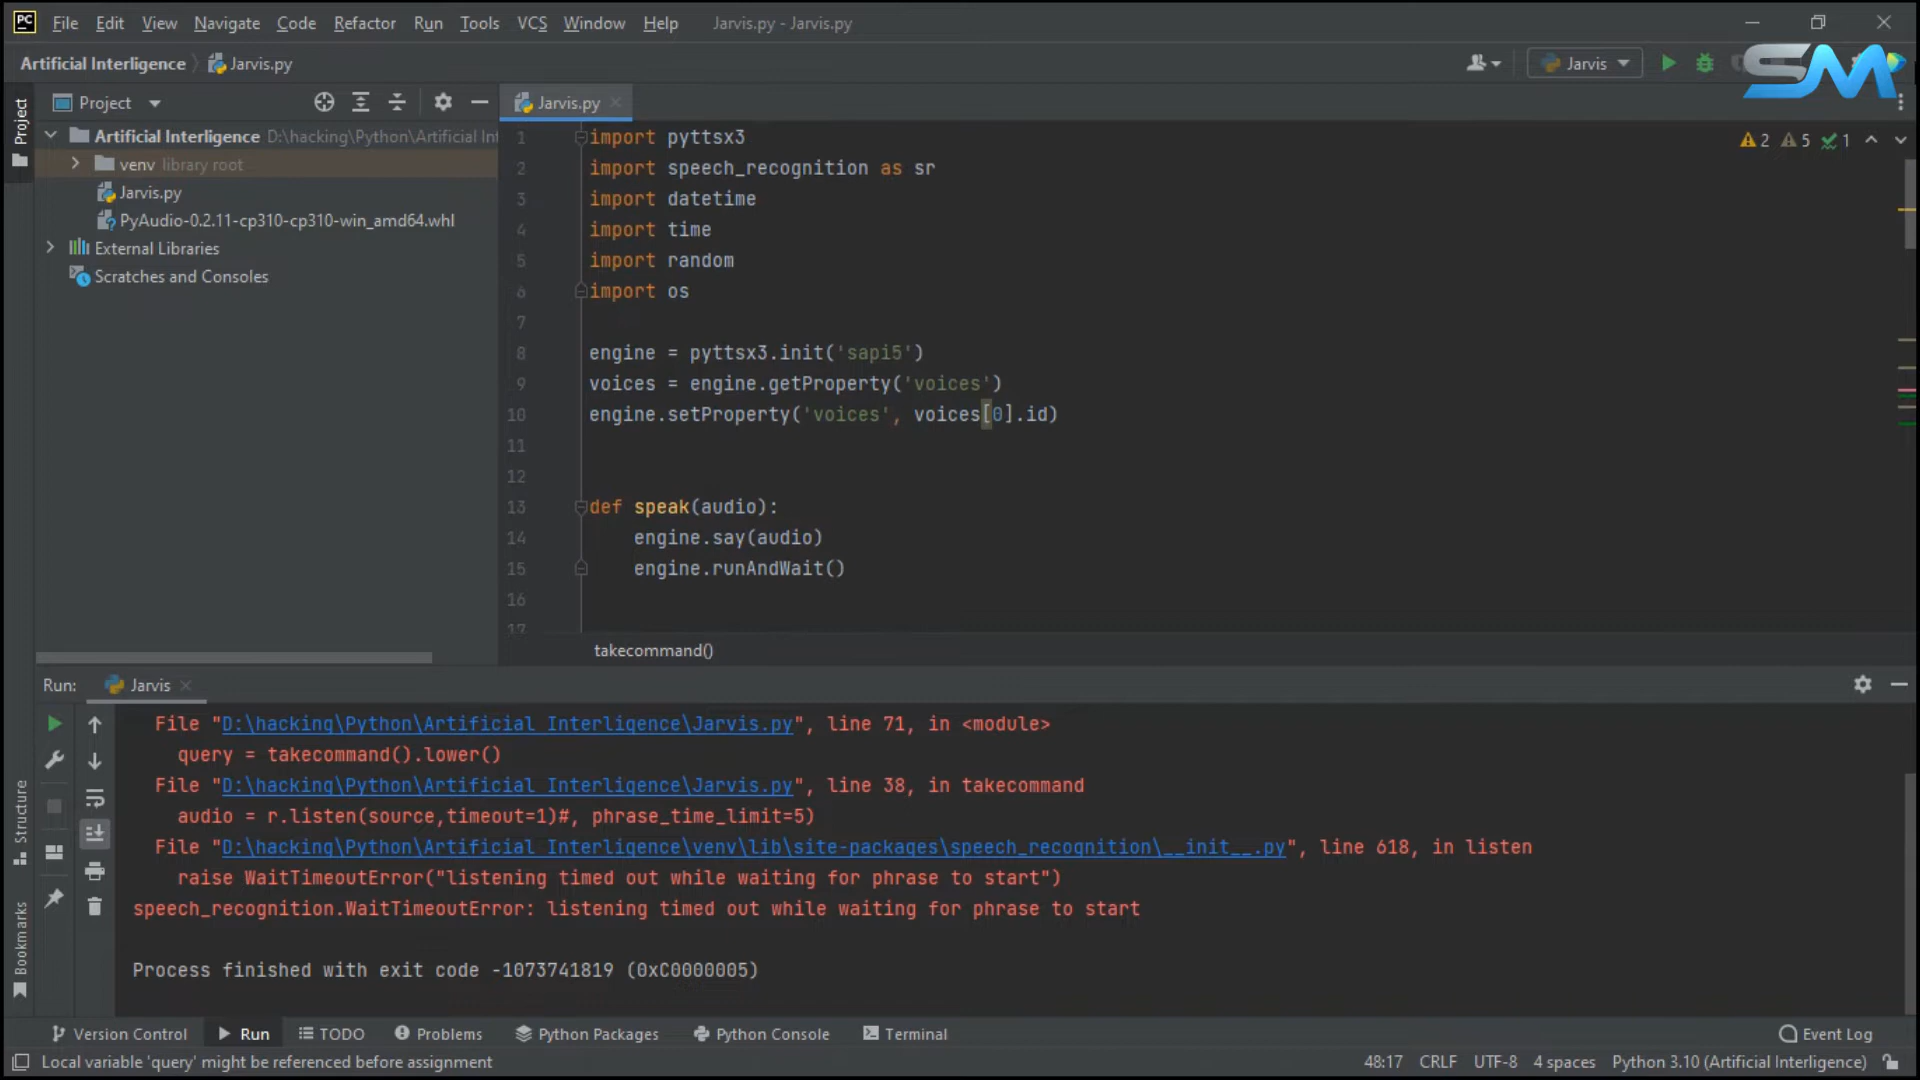 PC File Edit View Navigate Code Refactor Run Tools VCS Window Help Jarvis.py - Jarvis.py
Artificial Interligence Jarvis.py Jarvis SM
Project
Project
Artificial Interligence D:\hacking\Python\Artificial Int
venv library root
Jarvis.py
PyAudio-0.2.11-cp310-cp310-win_amd64.whl
External Libraries
Scratches and Consoles
Jarvis.py
2 5 1
1 import pyttsx3
2 import speech_recognition as sr
3 import datetime
4 import time
5 import random
6 import os
7
8 engine = pyttsx3.init('sapi5')
9 voices = engine.getProperty('voices')
10 engine.setProperty('voices', voices[0].id)
11
12
13 def speak(audio):
14 engine.say(audio)
15 engine.runAndWait()
16
17
takecommand()
Run: Jarvis
File "D:\hacking\Python\Artificial Interligence\Jarvis.py", line 71, in <module>
query = takecommand().lower()
File "D:\hacking\Python\Artificial Interligence\Jarvis.py", line 38, in takecommand
audio = r.listen(source,timeout=1)#, phrase_time_limit=5)
File "D:\hacking\Python\Artificial Interligence\venv\lib\site-packages\speech_recognition\__init__.py", line 618, in listen
raise WaitTimeoutError("listening timed out while waiting for phrase to start")
speech_recognition.WaitTimeoutError: listening timed out while waiting for phrase to start
Process finished with exit code -1073741819 (0xC0000005)
Structure
Bookmarks
Version Control Run TODO Problems Python Packages Python Console Terminal Event Log
Local variable 'query' might be referenced before assignment 48:17 CRLF UTF-8 4 spaces Python 3.10 (Artificial Interligence)